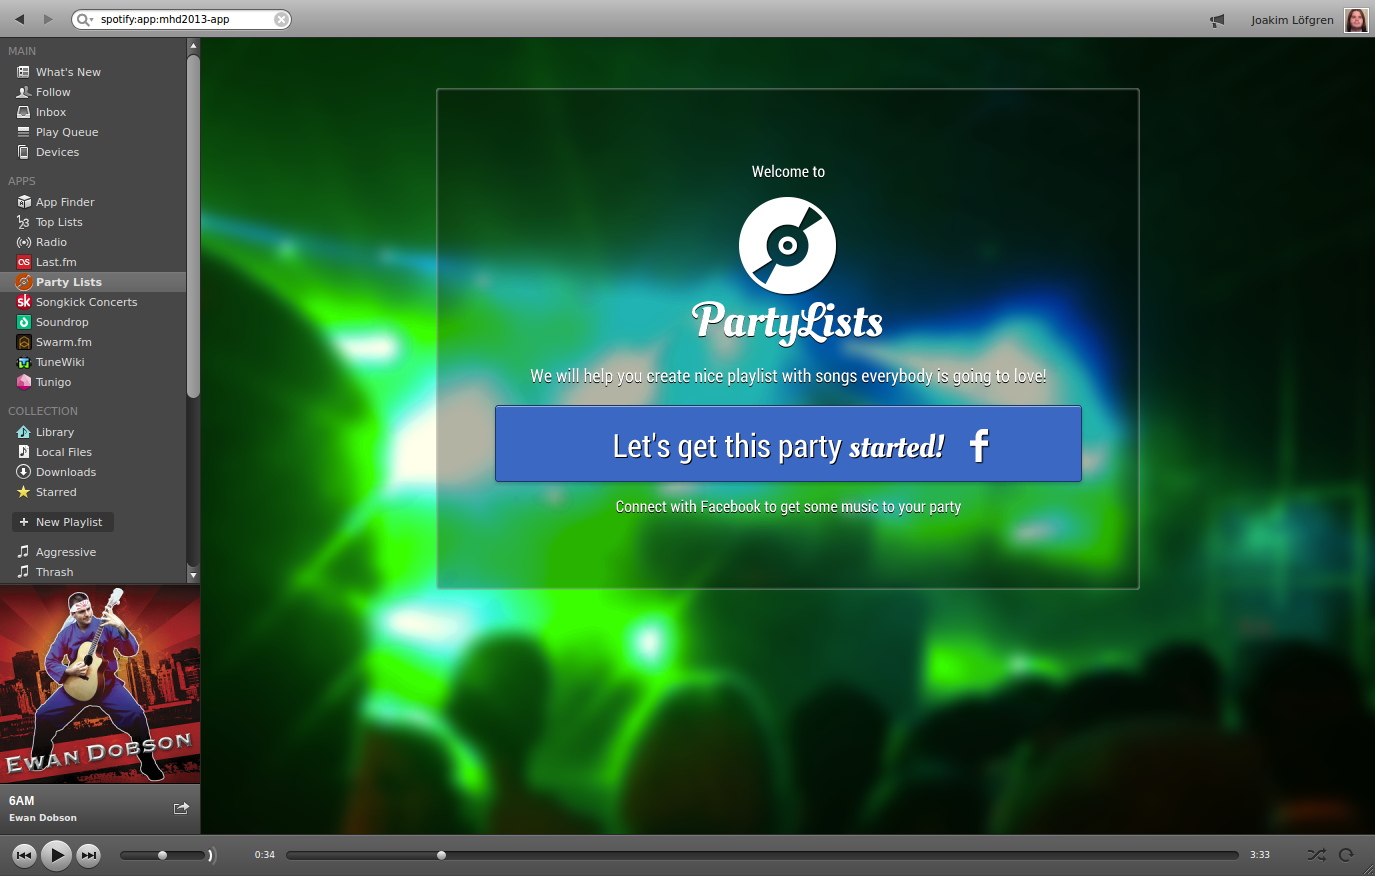 spotify:app:mhd2013-app
Joakim Löfgren
MAIN
What's New
Follow
Inbox
Play Queue
Devices
APPS
App Finder
Top Lists
Radio
Last.fm
Party Lists
Songkick Concerts
Soundrop
Swarm.fm
TuneWiki
Tunigo
COLLECTION
Library
Local Files
Downloads
Starred
+ New Playlist
Aggressive
Thrash
EWAN DOBSON
6AM
Ewan Dobson
Welcome to
PartyLists
We will help you create nice playlist with songs everybody is going to love!
Let's get this party started! f
Connect with Facebook to get some music to your party
0:34
3:33